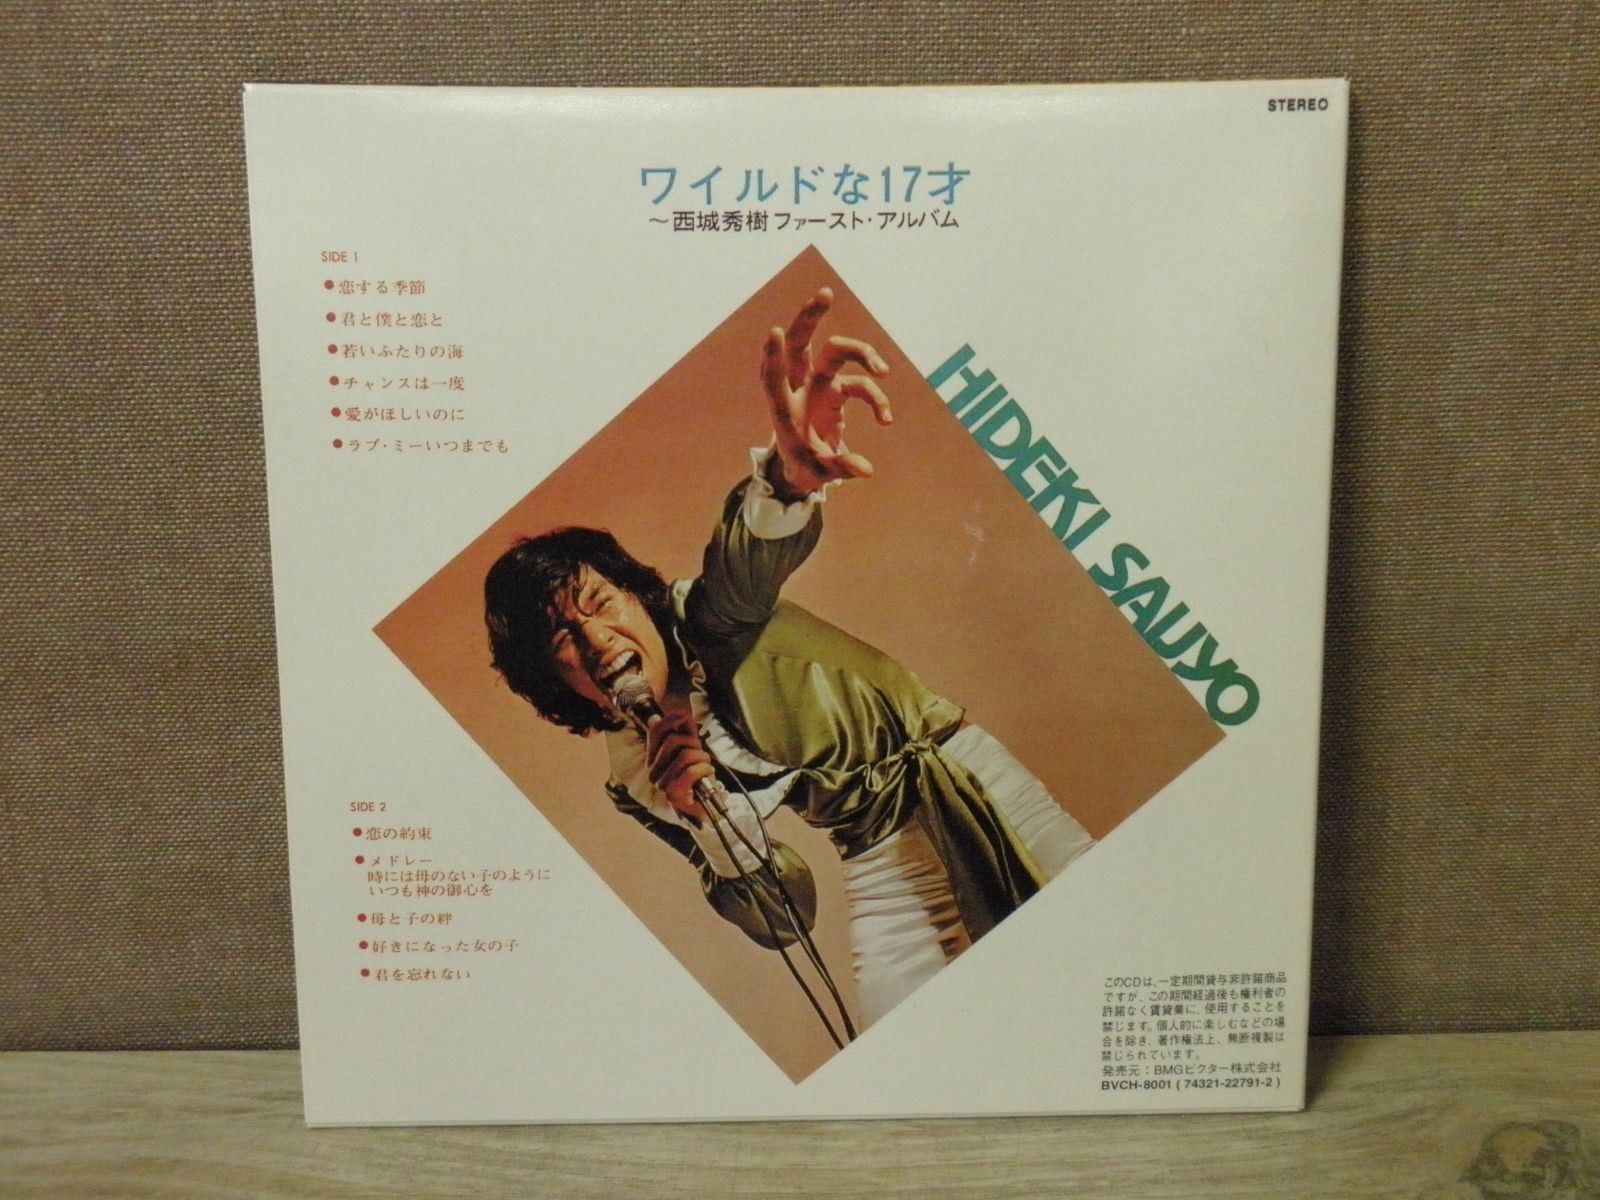 STEREO
ワイルドな17才
～西城秀樹 ファースト・アルバム
SIDE 1
●恋する季節
●君と僕と恋と
●若いふたりの海
●チャンスは一度
●愛がほしいのに
●ラブ・ミーいつまでも
HIDEKI SAIJYO
SIDE 2
●恋の約束
●メドレー
時には母のない子のように
いつも神の御心を
●母と子の絆
●好きになった女の子
●君を忘れない
このCDは、一定期間貸与非許諾商品
ですが、この期間経過後も権利者の
許諾なく賃貸業に、使用することを
禁じます。個人的に楽しむなどの場
合を除き、著作権法上、無断複製は
禁じられています。
発売元：BMGビクター株式会社
BVCH-8001 ( 74321-22791-2 )